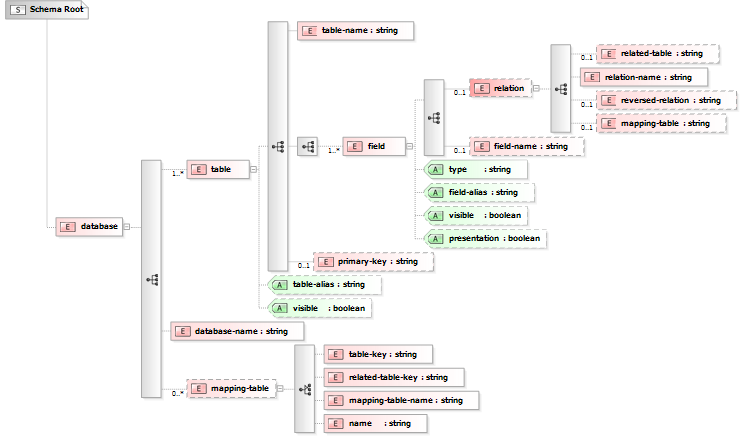 S Schema Root
E table-name : string
E related-table : string
0..1
E relation
0..1
E relation-name : string
E reversed-relation : string
0..1
E mapping-table : string
0..1
E field
1..*
E field-name : string
0..1
E table
1..*
A type : string
A field-alias : string
A visible : boolean
E database
A presentation : boolean
E primary-key : string
0..1
A table-alias : string
A visible : boolean
E database-name : string
E table-key : string
E related-table-key : string
E mapping-table
0..*
E mapping-table-name : string
E name : string